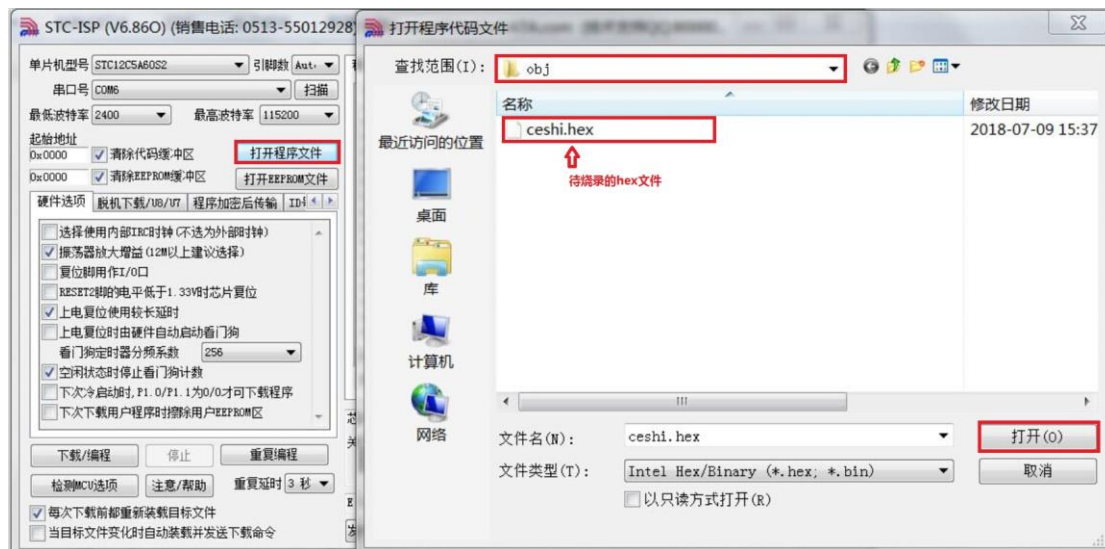 STC-ISP (V6.86O) (销售电话: 0513-55012928)
单片机型号 STC12C5A60S2 引脚数 Aut
串口号 COM6 扫描
最低波特率 2400 最高波特率 115200
起始地址
0x0000 清除代码缓冲区 打开程序文件
0x0000 清除EEPROM缓冲区 打开EEPROM文件
硬件选项 脱机下载/U8/U7 程序加密后传输
选择使用内部IRC时钟(不选为外部时钟)
振荡器放大增益(12M以上建议选择)
复位脚用作I/O口
RESET2脚的电平低于1.33V时芯片复位
上电复位使用较长延时
上电复位时由硬件自动启动看门狗
看门狗定时器分频系数 256
空闲状态时停止看门狗计数
下次冷启动时,P1.0/P1.1为0/0才可下载程序
下次下载用户程序时擦除用户EEPROM区
下载/编程 停止 重复编程
检测MCU选项 注意/帮助 重复延时 3 秒
每次下载前都重新装载目标文件
当目标文件变化时自动装载并发送下载命令
打开程序代码文件
查找范围(I): obj
名称 修改日期
ceshi.hex 2018-07-09 15:37
待烧录的hex文件
最近访问的位置
桌面
库
计算机
网络
文件名(N): ceshi.hex 打开(O)
文件类型(T): Intel Hex/Binary (*.hex; *.bin) 取消
以只读方式打开(R)